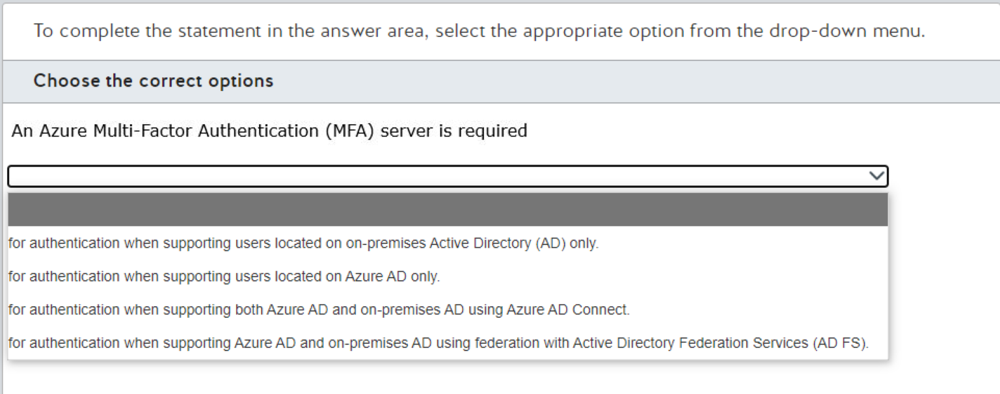 To complete the statement in the answer area, select the appropriate option from the drop-down menu.
Choose the correct options
An Azure Multi-Factor Authentication (MFA) server is required
for authentication when supporting users located on on-premises Active Directory (AD) only.
for authentication when supporting users located on Azure AD only.
for authentication when supporting both Azure AD and on-premises AD using Azure AD Connect.
for authentication when supporting Azure AD and on-premises AD using federation with Active Directory Federation Services (AD FS).